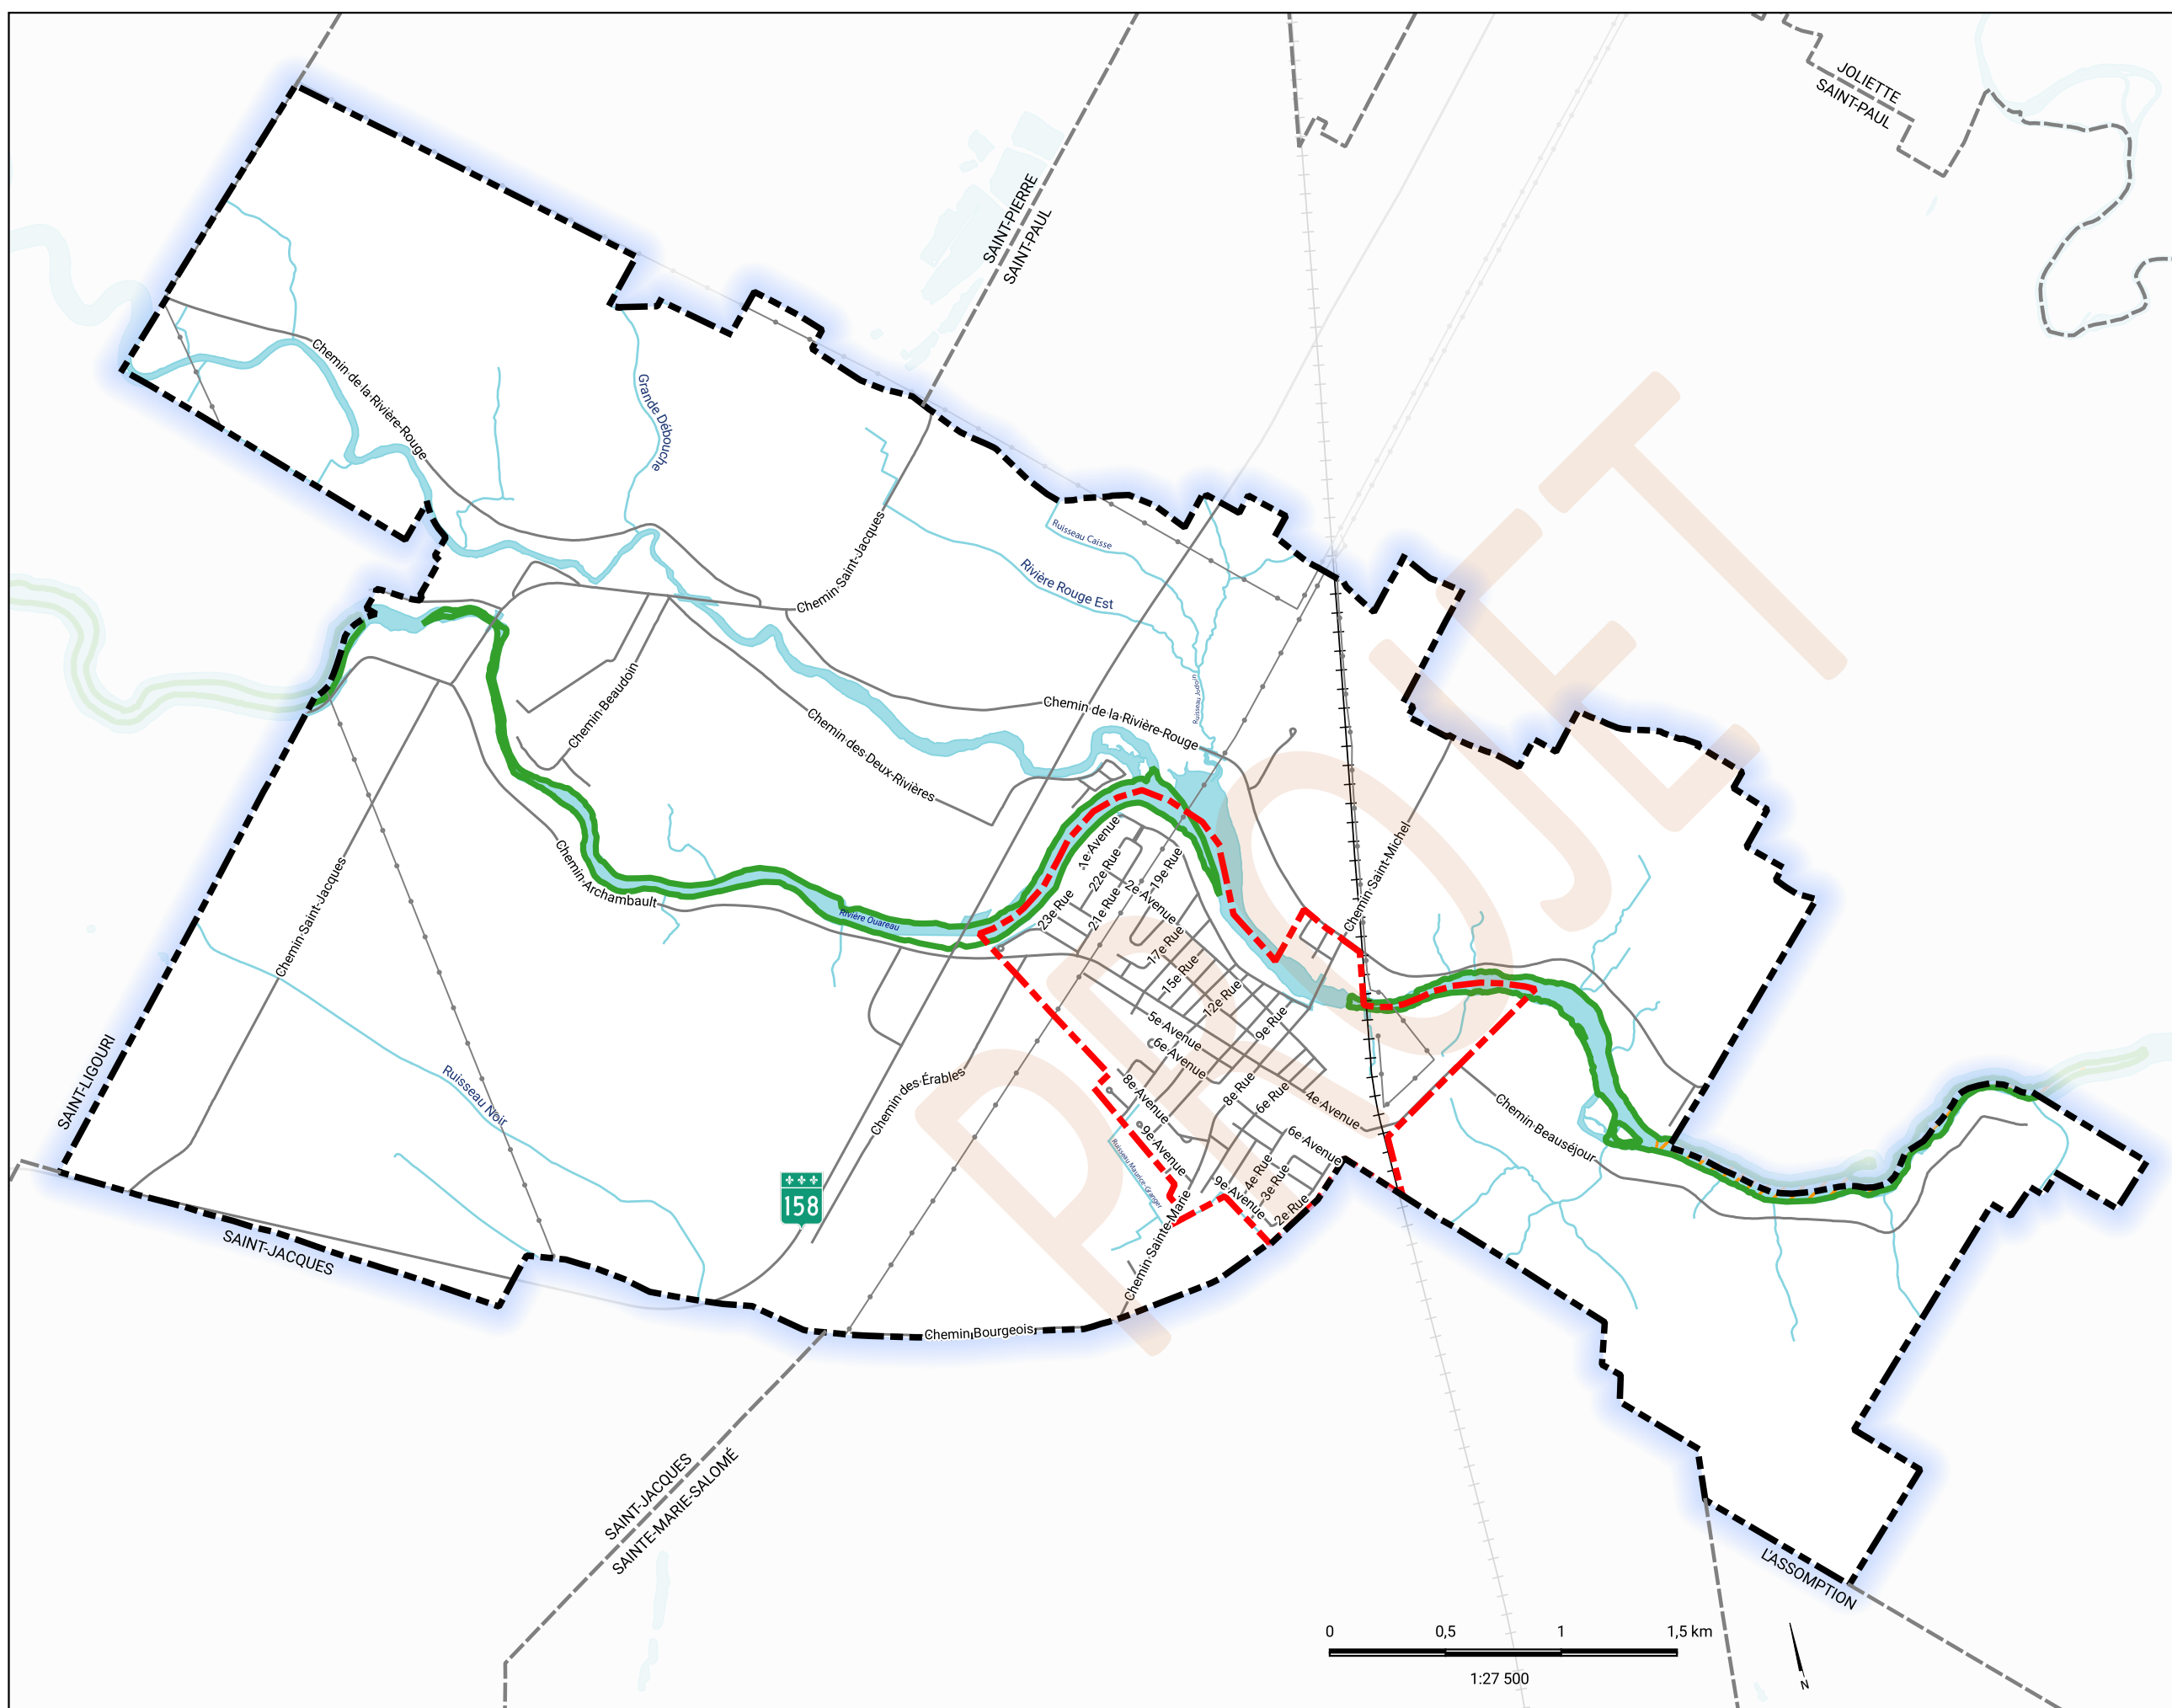 JOLIETTE
SAINT-PAUL
SAINT-PIERRE
SAINT-PAUL
Chemin de la Rivière-Rouge
Grande Débouche
Chemin-Saint-Jacques
Ruisseau Caisse
Rivière Rouge Est
Ruisseau Jodoin
Chemin Beaudoin
Chemin des Deux-Rivières
Chemin de la Rivière-Rouge
Chemin-Saint-Michel
Chemin-Archambault
Rivière Ouareau
Chemin-Saint-Jacques
1e Avenue
22e Rue
19e Rue
2e Avenue
23e Rue
21e Rue
17e Rue
15e Rue
12e Rue
9e Rue
5e Avenue
6e Avenue
8e Rue
6e Rue
4e Avenue
8e Avenue
9e Avenue
6e Avenue
4e Rue
3e Rue
9e Avenue
2e Rue
Ruisseau Maurice-Granger
Chemin-Sainte-Marie
Chemin des Érables
Chemin-Beauséjour
SAINT-LIGOURI
Ruisseau Noir
158
SAINT-JACQUES
Chemin Bourgeois
SAINT-JACQUES
SAINTE-MARIE-SALOMÉ
L'ASSOMPTION
PROJET
0 0,5 1 1,5 km
1:27 500
N